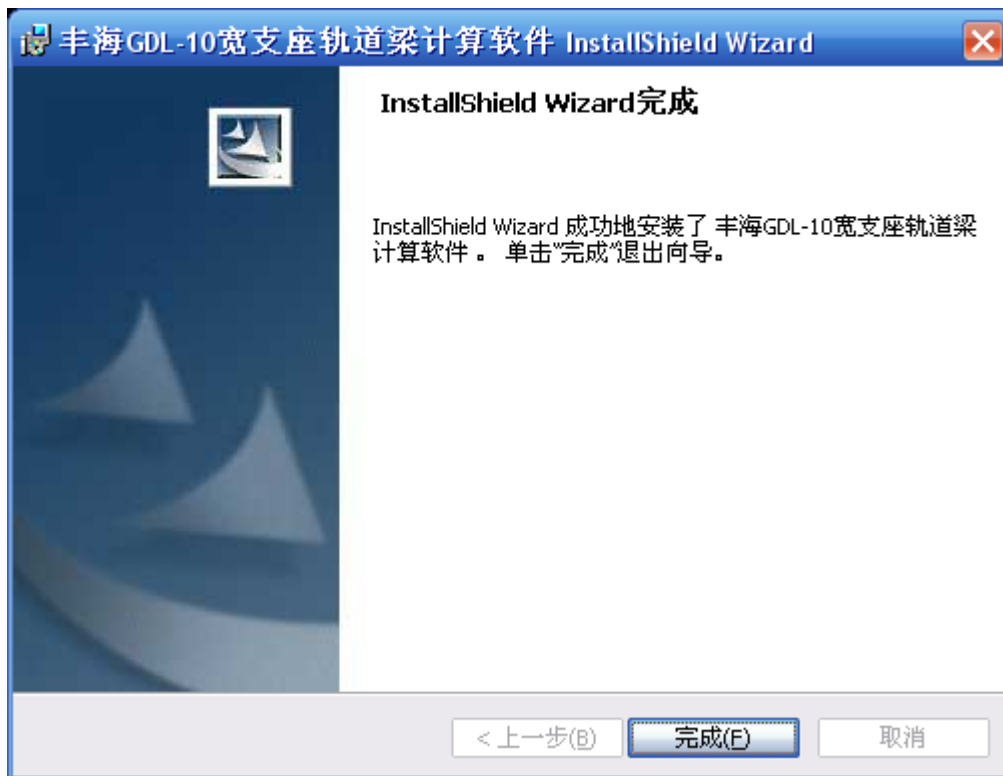 丰海GDL-10宽支座轨道梁计算软件 InstallShield Wizard
InstallShield Wizard完成
InstallShield Wizard 成功地安装了 丰海GDL-10宽支座轨道梁
计算软件 。 单击"完成"退出向导。
< 上一步(B)
完成(F)
取消